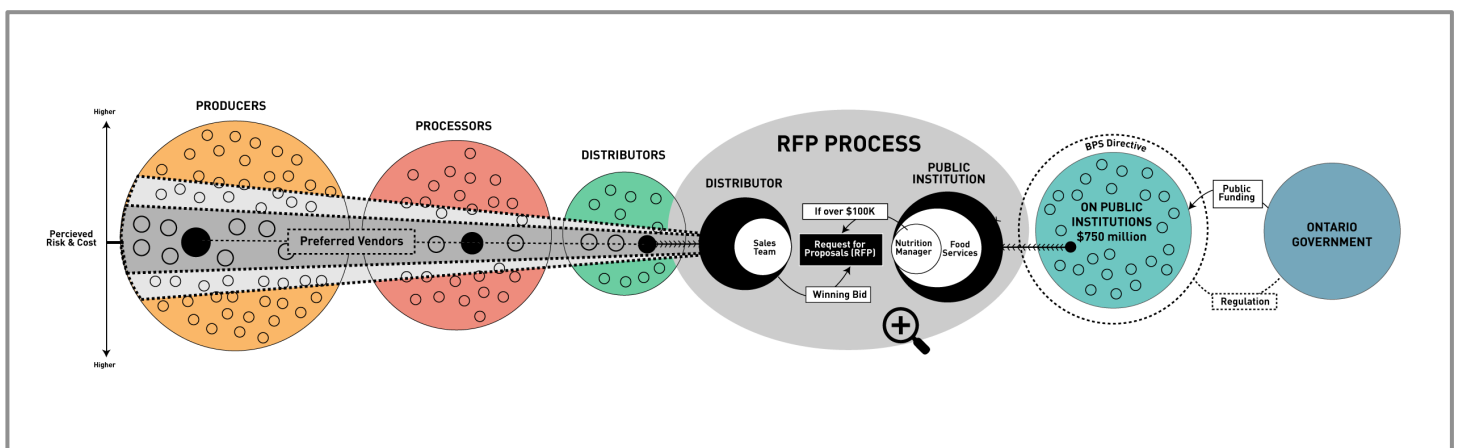 Higher
Percieved
Risk & Cost
Higher
PRODUCERS
PROCESSORS
DISTRIBUTORS
Preferred Vendors
RFP PROCESS
DISTRIBUTOR
Sales
Team
If over $100K
Request for
Proposals (RFP)
Winning Bid
PUBLIC
INSTITUTION
Nutrition
Manager
Food
Services
BPS Directive
ON PUBLIC
INSTITUTIONS
$750 million
Public
Funding
Regulation
ONTARIO
GOVERNMENT